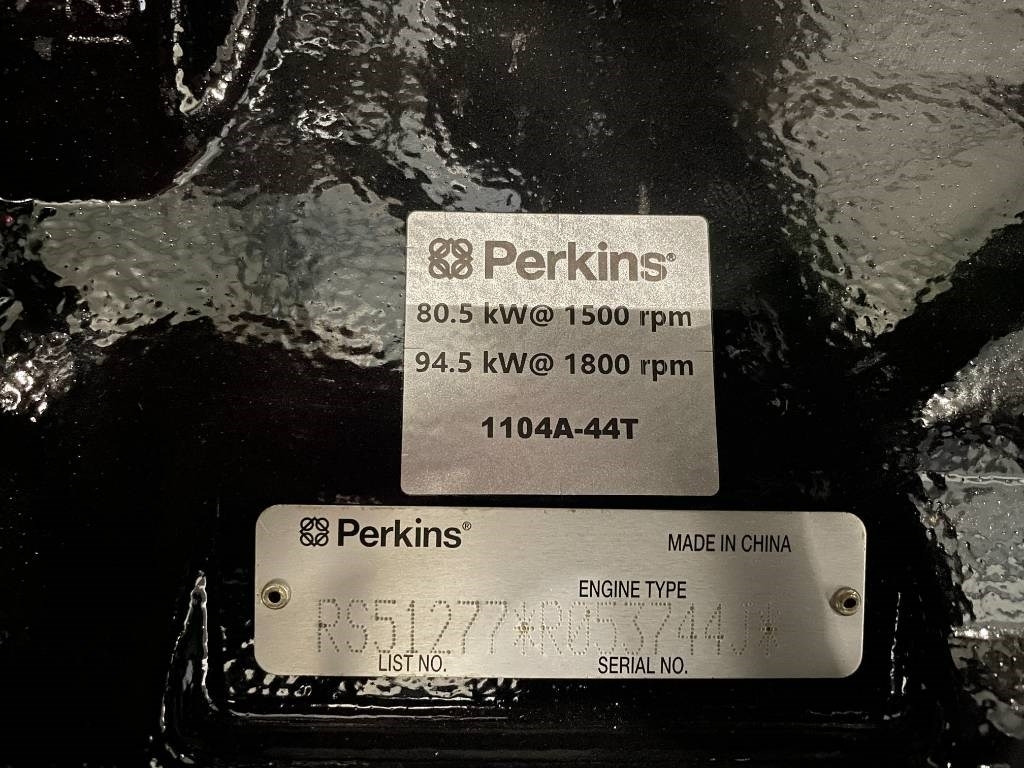 Perkins®
80.5 kW@ 1500 rpm
94.5 kW@ 1800 rpm
1104A-44T
Perkins®
MADE IN CHINA
ENGINE TYPE
RS51277*R053744J*
LIST NO. SERIAL NO.